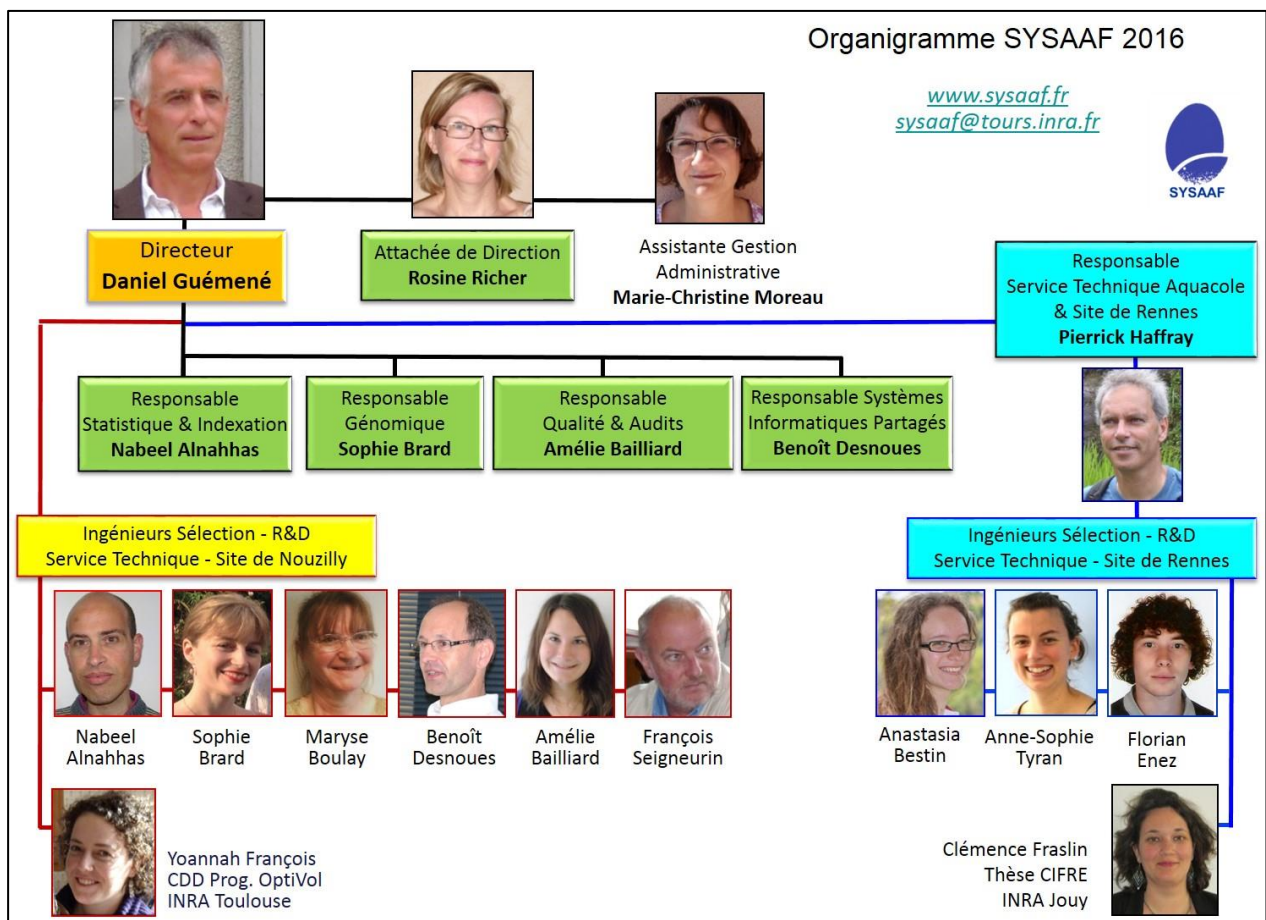 Organigramme SYSAAF 2016
www.sysaaf.fr
sysaaf@tours.inra.fr
SYSAAF
Directeur
Daniel Guémené
Attachée de Direction
Rosine Richer
Assistante Gestion
Administrative
Marie-Christine Moreau
Responsable
Service Technique Aquacole
& Site de Rennes
Pierrick Haffray
Responsable
Statistique & Indexation
Nabeel Alnahhas
Responsable
Génomique
Sophie Brard
Responsable
Qualité & Audits
Amélie Bailliard
Responsable Systèmes
Informatiques Partagés
Benoît Desnoues
Ingénieurs Sélection - R&D
Service Technique - Site de Nouzilly
Ingénieurs Sélection - R&D
Service Technique - Site de Rennes
Nabeel
Alnahhas
Sophie
Brard
Maryse
Boulay
Benoît
Desnoues
Amélie
Bailliard
François
Seigneurin
Anastasia
Bestin
Anne-Sophie
Tyran
Florian
Enez
Yoannah François
CDD Prog. OptiVol
INRA Toulouse
Clémence Fraslin
Thèse CIFRE
INRA Jouy